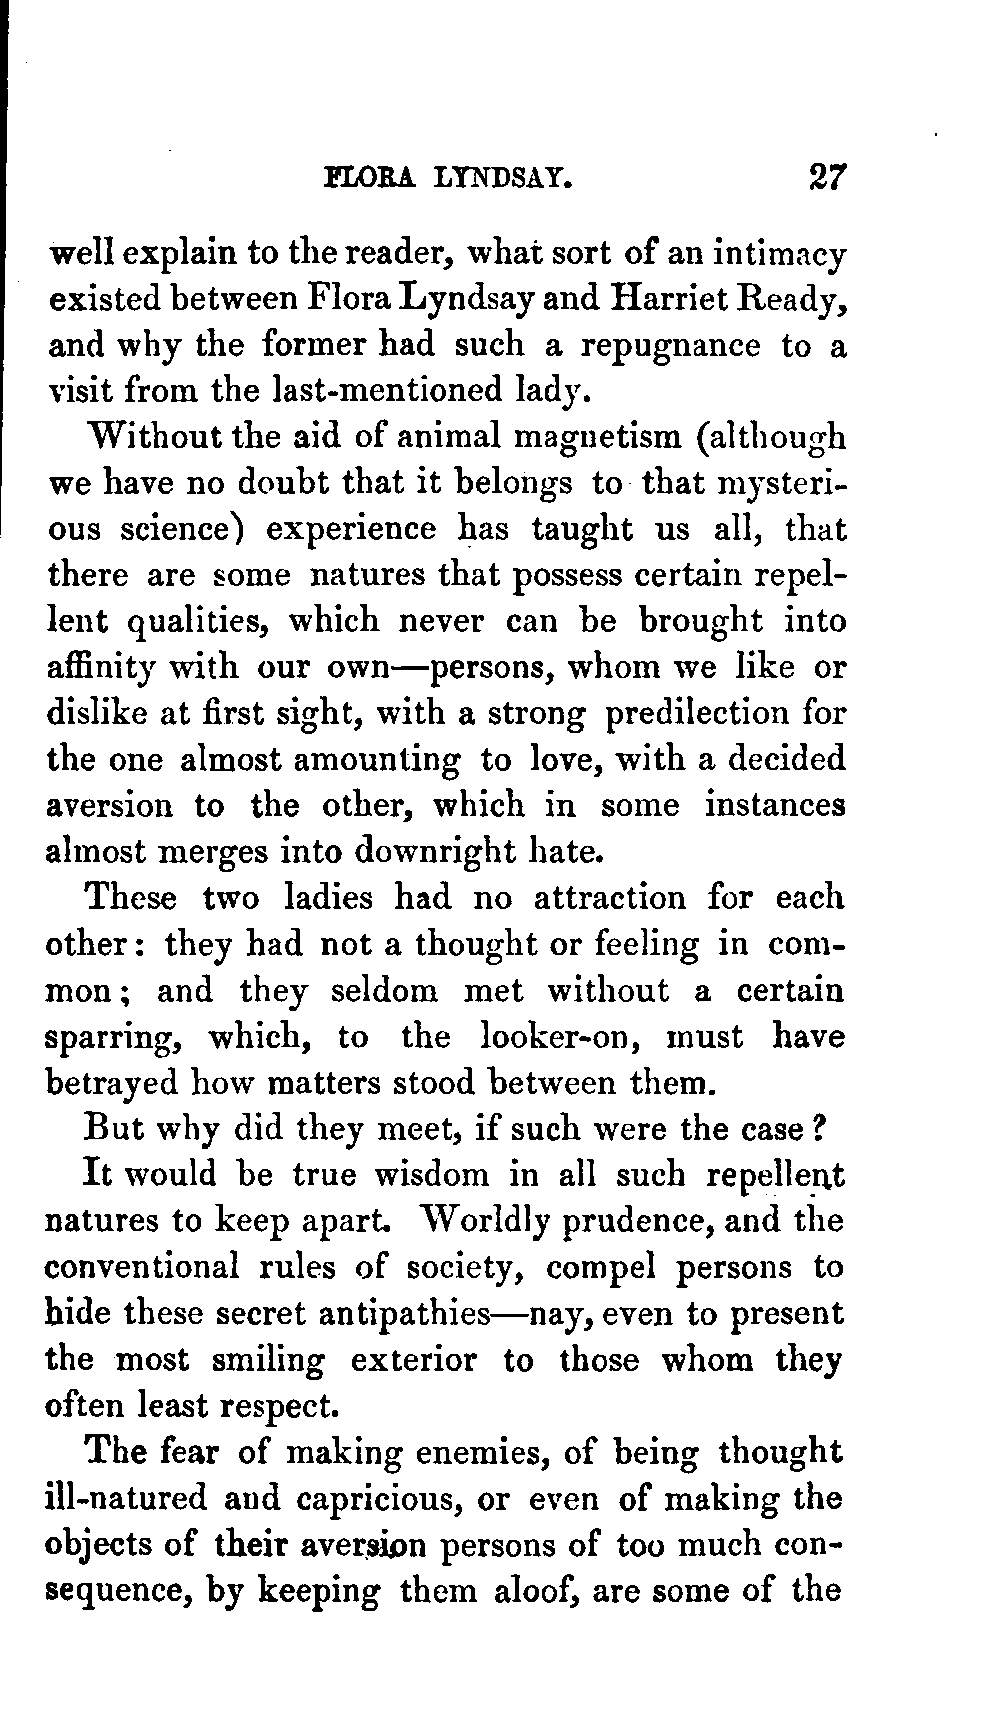 FLORA LYNDSAY. 27
well explain to the reader, what sort of an intimacy
existed between Flora Lyndsay and Harriet Ready,
and why the former had such a repugnance to a
visit from the last-mentioned lady.
Without the aid of animal magnetism (although
we have no doubt that it belongs to that mysteri-
ous science) experience has taught us all, that
there are some natures that possess certain repel-
lent qualities, which never can be brought into
affinity with our own—persons, whom we like or
dislike at first sight, with a strong predilection for
the one almost amounting to love, with a decided
aversion to the other, which in some instances
almost merges into downright hate.
These two ladies had no attraction for each
other: they had not a thought or feeling in com-
mon; and they seldom met without a certain
sparring, which, to the looker-on, must have
betrayed how matters stood between them.
But why did they meet, if such were the case?
It would be true wisdom in all such repellent
natures to keep apart. Worldly prudence, and the
conventional rules of society, compel persons to
hide these secret antipathies—nay, even to present
the most smiling exterior to those whom they
often least respect.
The fear of making enemies, of being thought
ill-natured and capricious, or even of making the
objects of their aversion persons of too much con-
sequence, by keeping them aloof, are some of the